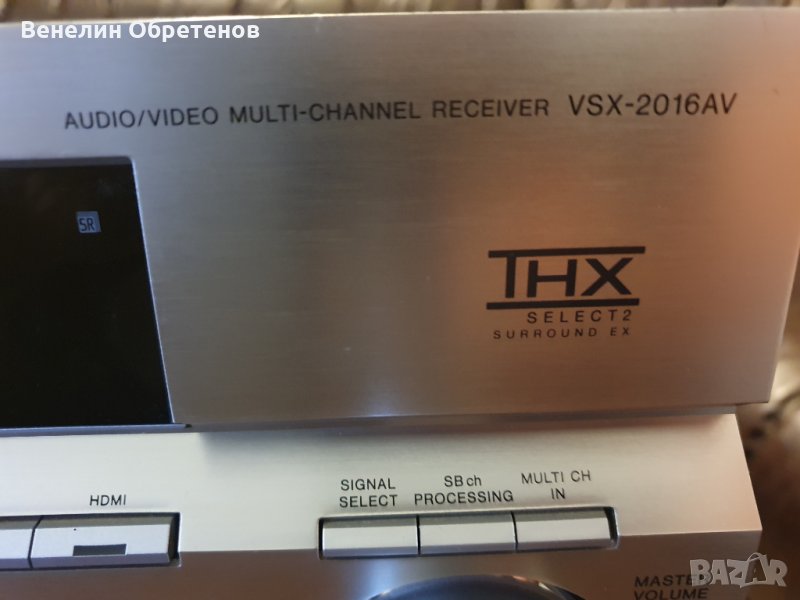 Венелин Обретенов
AUDIO/VIDEO MULTI-CHANNEL RECEIVER VSX-2016AV
SR
THX
SELECT2
SURROUND EX
HDMI
SIGNAL
SELECT
SB ch
PROCESSING
MULTI CH
IN
MASTER
VOLUME
BAZAR